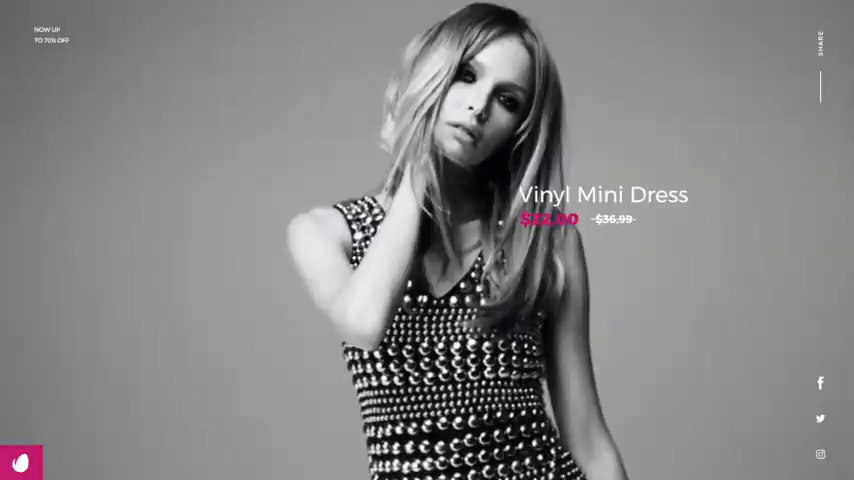 NOW UP
TO 70% OFF
SHARE
Vinyl Mini Dress
$22,00 -$36,99-